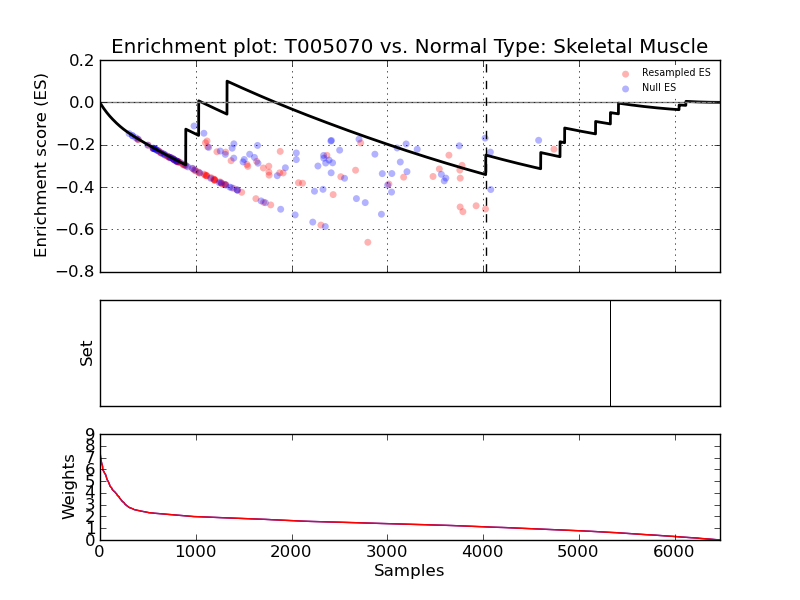 Enrichment plot: T005070 vs. Normal Type: Skeletal Muscle
Enrichment score (ES)
0.2
0.0
−0.2
−0.4
−0.6
−0.8
Resampled ES
Null ES
Set
Weights
9
8
7
6
5
4
3
2
1
0
0 1000 2000 3000 4000 5000 6000
Samples